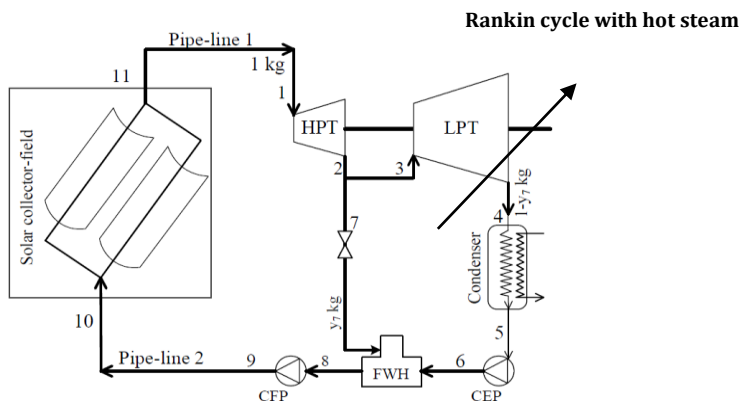 Rankin cycle with hot steam
Pipe-line 1
11
1 kg
1
HPT
LPT
Solar collector-field
2
3
4
1-y₇ kg
7
Condenser
y₇ kg
5
10
Pipe-line 2
9
8
6
FWH
CFP
CEP